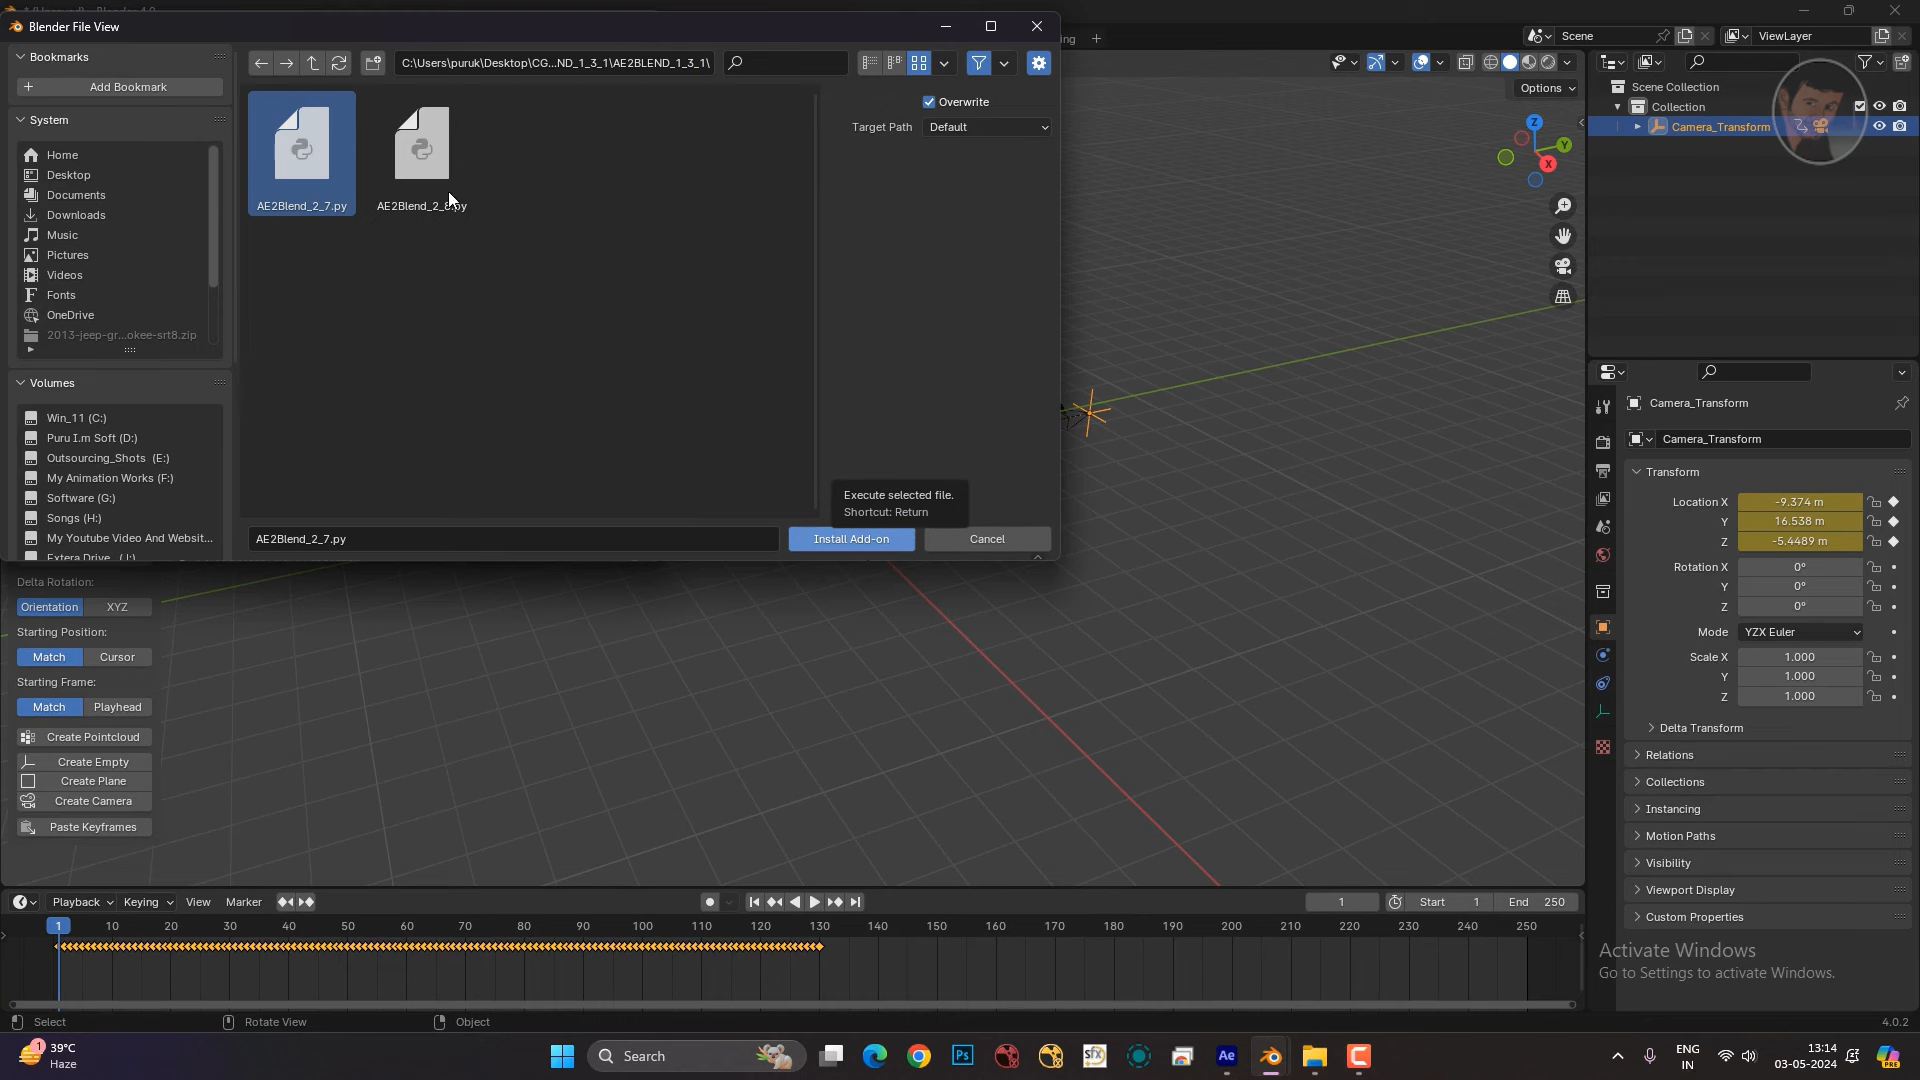 Blender File View
Bookmarks
Add Bookmark
System
Home
Desktop
Documents
Downloads
Music
Pictures
Videos
Fonts
OneDrive
2013-jeep-gr...okee-srt8.zip
Volumes
Win_11 (C:)
Puru I.m Soft (D:)
Outsourcing_Shots (E:)
My Animation Works (F:)
Software (G:)
Songs (H:)
My Youtube Video And Websit...
Extera Drive (I:)
C:\Users\puruk\Desktop\CG...ND_1_3_1\AE2BLEND_1_3_1\
AE2Blend_2_7.py
AE2Blend_2_8.py
Overwrite
Target Path Default
Execute selected file.
Shortcut: Return
AE2Blend_2_7.py
Install Add-on
Cancel
Scene
ViewLayer
Options
Z
Y
X
Scene Collection
Collection
Camera_Transform
Camera_Transform
Camera_Transform
Transform
Location X -9.374 m
Y 16.538 m
Z -5.4489 m
Rotation X 0°
Y 0°
Z 0°
Mode YZX Euler
Scale X 1.000
Y 1.000
Z 1.000
Delta Transform
Relations
Collections
Instancing
Motion Paths
Visibility
Viewport Display
Custom Properties
Delta Rotation:
Orientation XYZ
Starting Position:
Match Cursor
Starting Frame:
Match Playhead
Create Pointcloud
Create Empty
Create Plane
Create Camera
Paste Keyframes
Playback Keying View Marker
1 Start 1 End 250
1 10 20 30 40 50 60 70 80 90 100 110 120 130 140 150 160 170 180 190 200 210 220 230 240 250
Activate Windows
Go to Settings to activate Windows.
Select Rotate View Object
4.0.2
1
39°C
Haze
Search
Ps
sfx
Ae
ENG
IN
13:14
03-05-2024
PRE